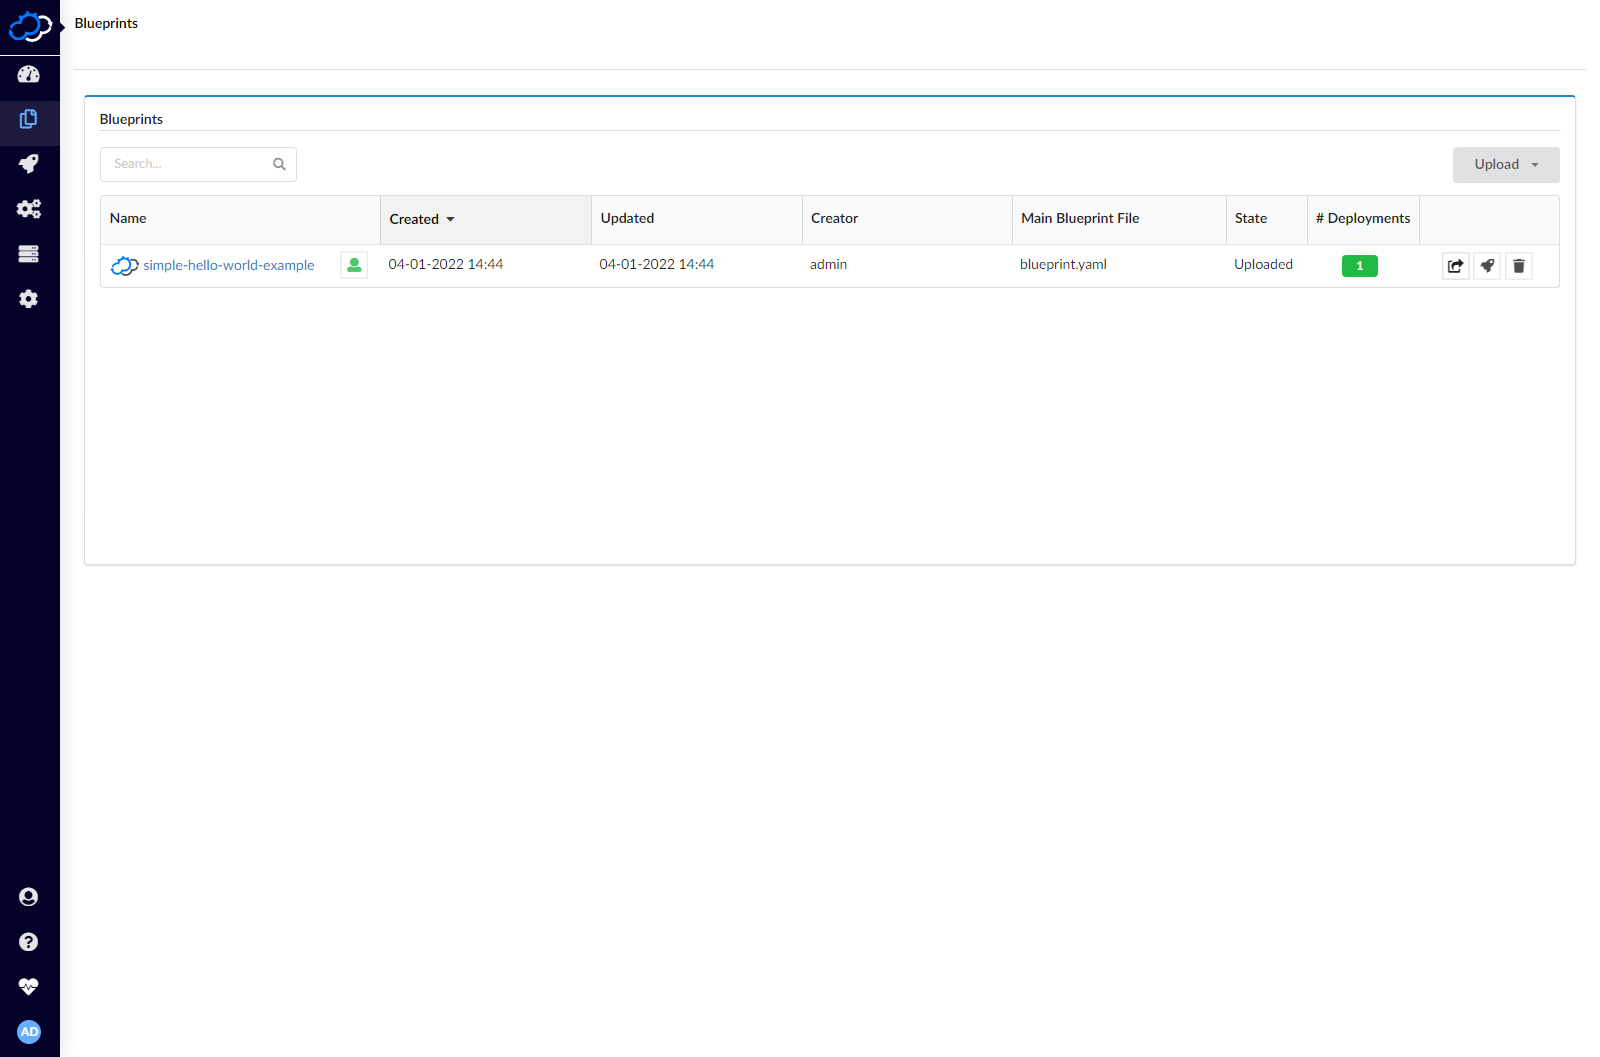 Blueprints
Blueprints
Search...
Upload
Name Created Updated Creator Main Blueprint File State # Deployments
simple-hello-world-example 04-01-2022 14:44 04-01-2022 14:44 admin blueprint.yaml Uploaded 1
AD